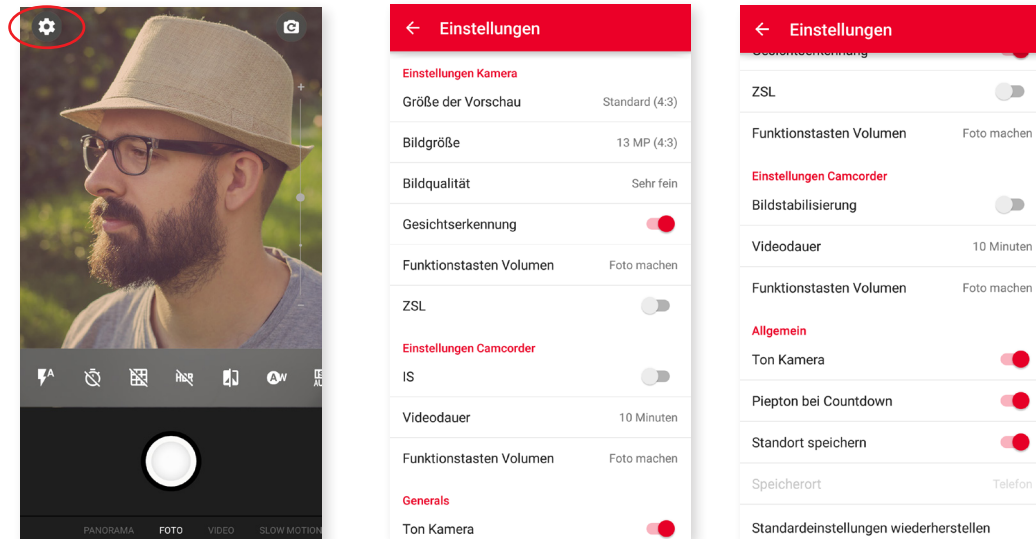 A
HDR
AW
PANORAMA FOTO VIDEO SLOW MOTION
Einstellungen
Einstellungen Kamera
Größe der Vorschau Standard (4:3)
Bildgröße 13 MP (4:3)
Bildqualität Sehr fein
Gesichtserkennung
Funktionstasten Volumen Foto machen
ZSL
Einstellungen Camcorder
IS
Videodauer 10 Minuten
Funktionstasten Volumen Foto machen
Generals
Ton Kamera
Einstellungen
Gesichtserkennung
ZSL
Funktionstasten Volumen Foto machen
Einstellungen Camcorder
Bildstabilisierung
Videodauer 10 Minuten
Funktionstasten Volumen Foto machen
Allgemein
Ton Kamera
Piepton bei Countdown
Standort speichern
Speicherort Telefon
Standardeinstellungen wiederherstellen